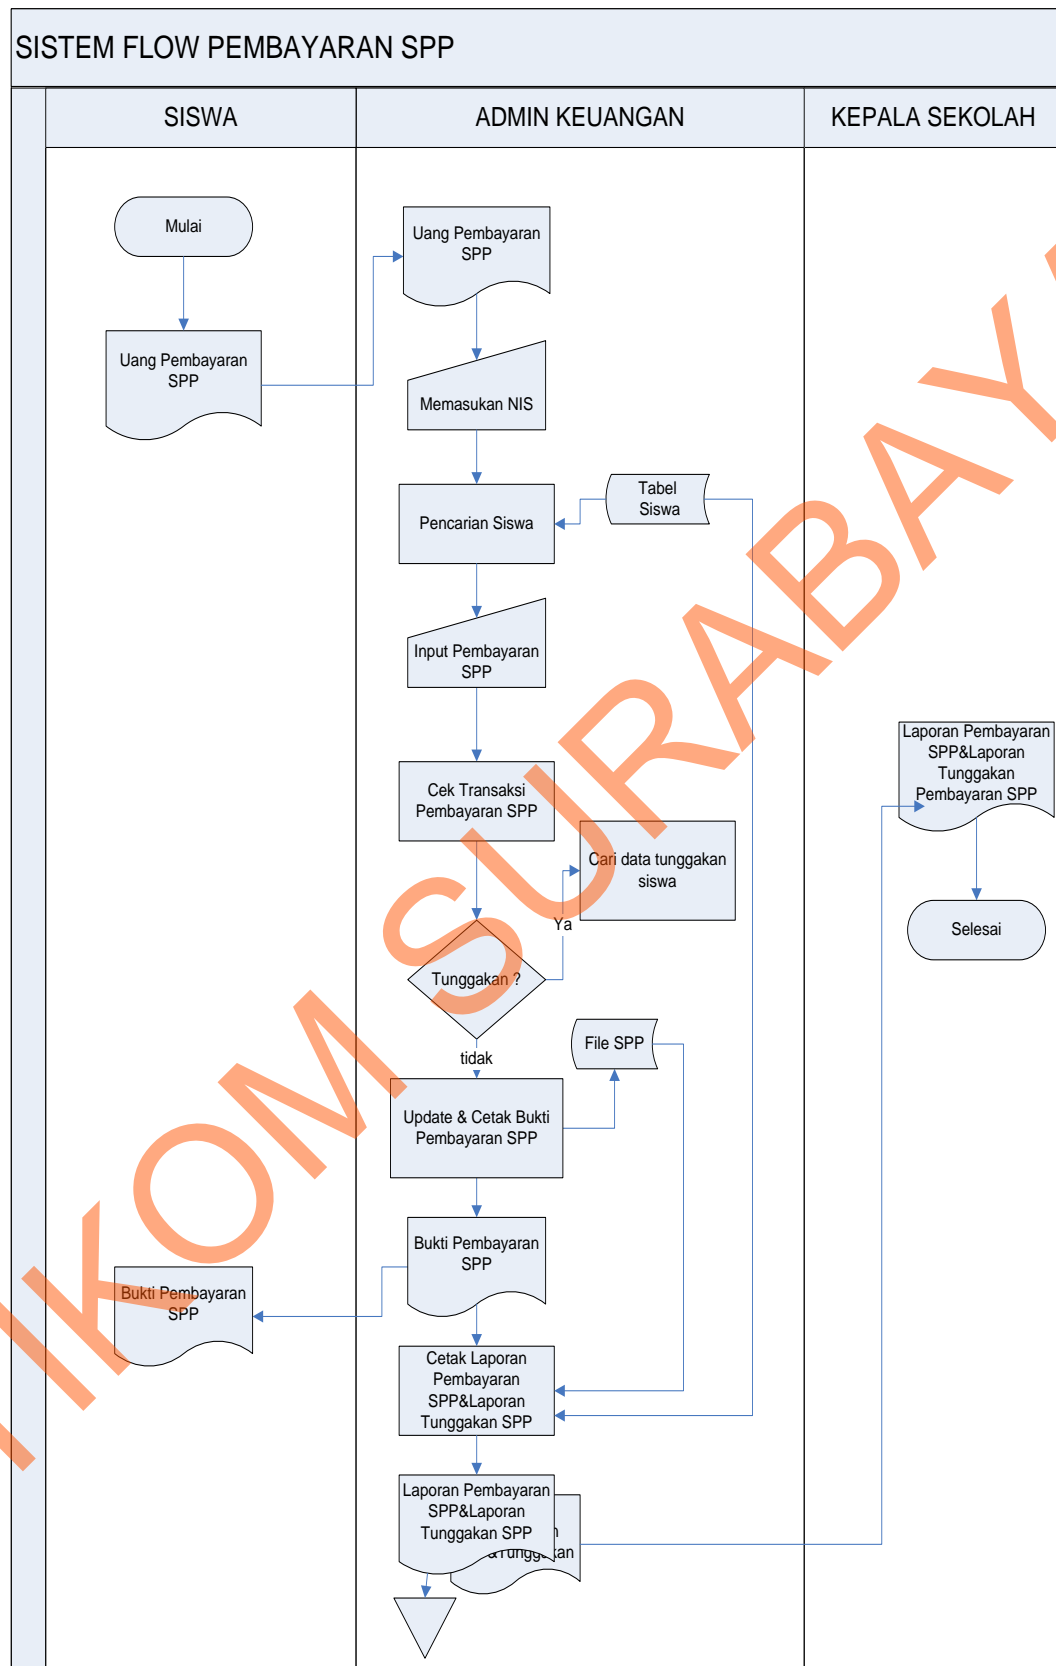 SISTEM FLOW PEMBAYARAN SPP
SISWA
ADMIN KEUANGAN
KEPALA SEKOLAH
Mulai
Uang Pembayaran
SPP
Uang Pembayaran
SPP
Memasukan NIS
Pencarian Siswa
Tabel
Siswa
Input Pembayaran
SPP
Cek Transaksi
Pembayaran SPP
Cari data tunggakan
siswa
Ya
Tunggakan ?
tidak
File SPP
Update & Cetak Bukti
Pembayaran SPP
Bukti Pembayaran
SPP
Bukti Pembayaran
SPP
Cetak Laporan
Pembayaran
SPP&Laporan
Tunggakan SPP
Laporan Pembayaran
SPP&Laporan
Tunggakan SPP
&Tunggakan
Laporan Pembayaran
SPP&Laporan
Tunggakan
Pembayaran SPP
Selesai
IKOM SURABAYA